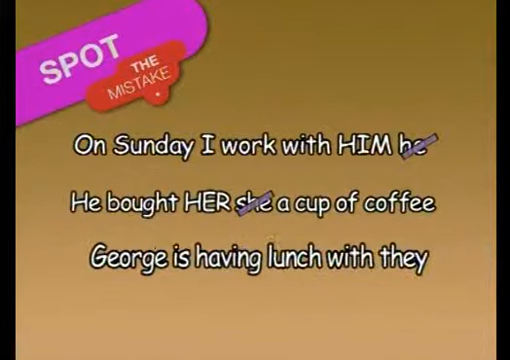 SPOT
THE
MISTAKE
On Sunday I work with HIM he
He bought HER she a cup of coffee
George is having lunch with they